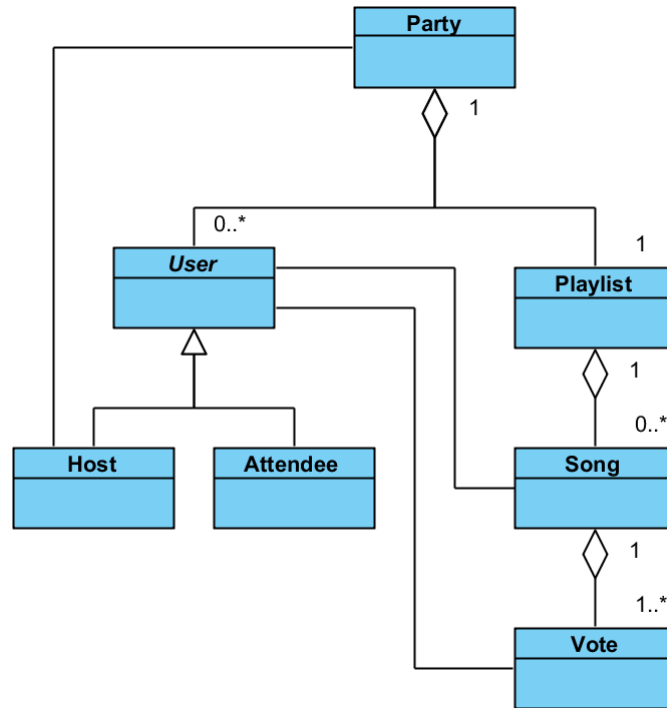 Party
1
0..*
1
User
Playlist
1
0..*
Host
Attendee
Song
1
1..*
Vote